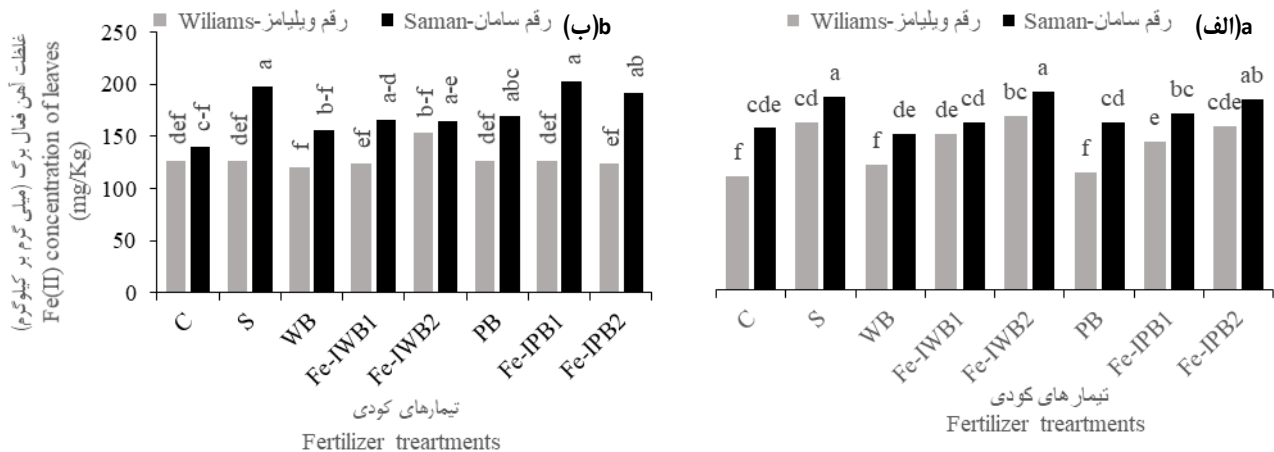 Wiliams-رقم ویلیامز Saman-رقم سامان b(ب)
غلظت آهن فعال برگ (میلی گرم بر کیلوگرم)
Fe(II) concentration of leaves
(mg/Kg)
250
200
150
100
50
0
def c-f def a f b-f ef a-d b-f a-e def abc def a ef ab
C S WB Fe-IWB1 Fe-IWB2 PB Fe-IPB1 Fe-IPB2
تیمارهای کودی
Fertilizer treartments
Wiliams-رقم ویلیامز Saman-رقم سامان a(الف)
f cde cd a f de de cd bc a f cd e bc cde ab
C S WB Fe-IWB1 Fe-IWB2 PB Fe-IPB1 Fe-IPB2
تیمار های کودی
Fertilizer treartments